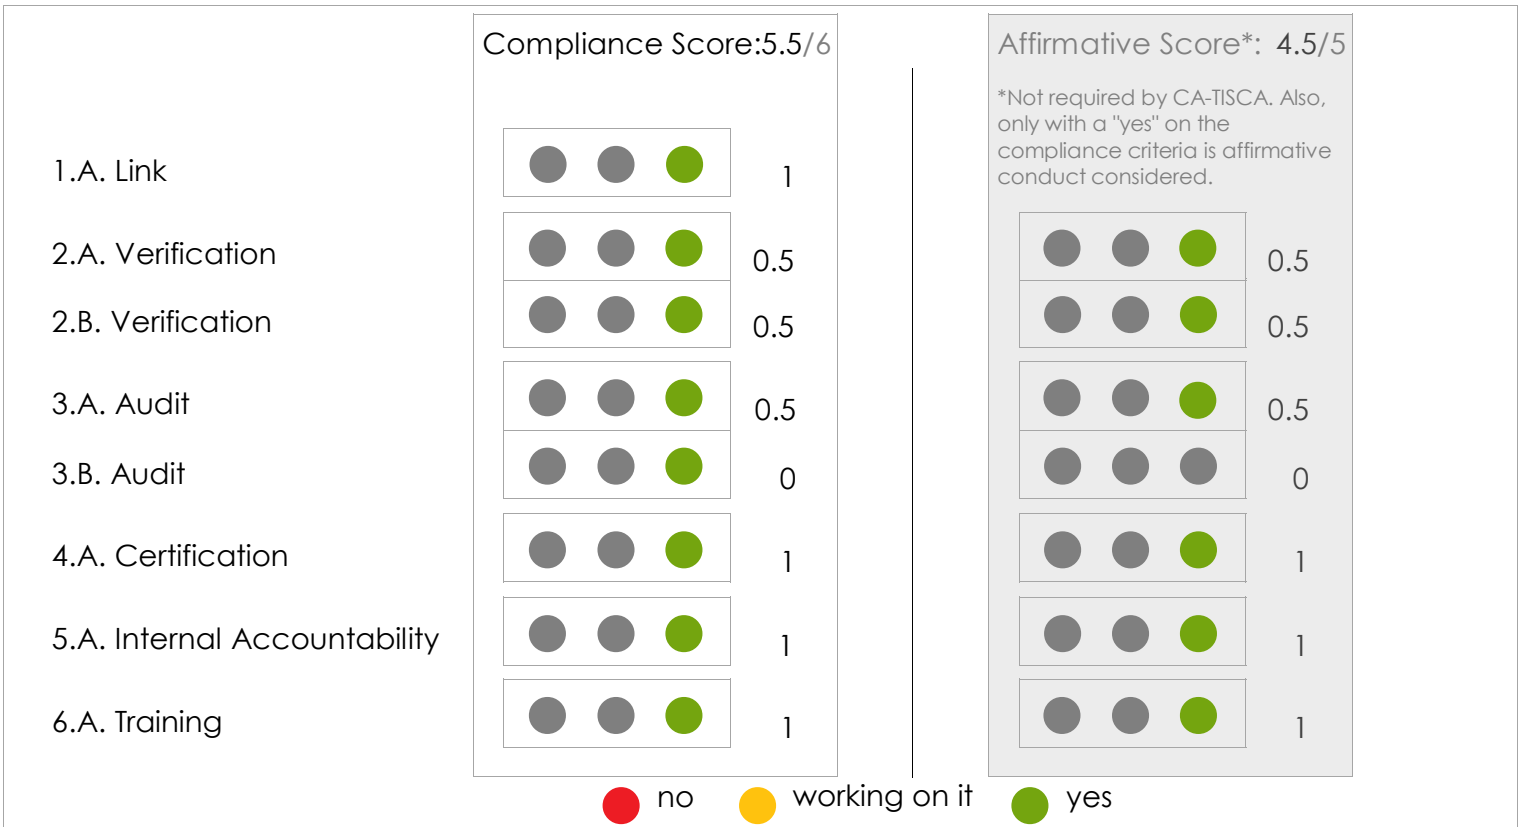 Compliance Score:5.5/6
Affirmative Score*: 4.5/5
*Not required by CA-TISCA. Also,
only with a "yes" on the
compliance criteria is affirmative
conduct considered.
1.A. Link 1
2.A. Verification 0.5 0.5
2.B. Verification 0.5 0.5
3.A. Audit 0.5 0.5
3.B. Audit 0 0
4.A. Certification 1 1
5.A. Internal Accountability 1 1
6.A. Training 1 1
no working on it yes